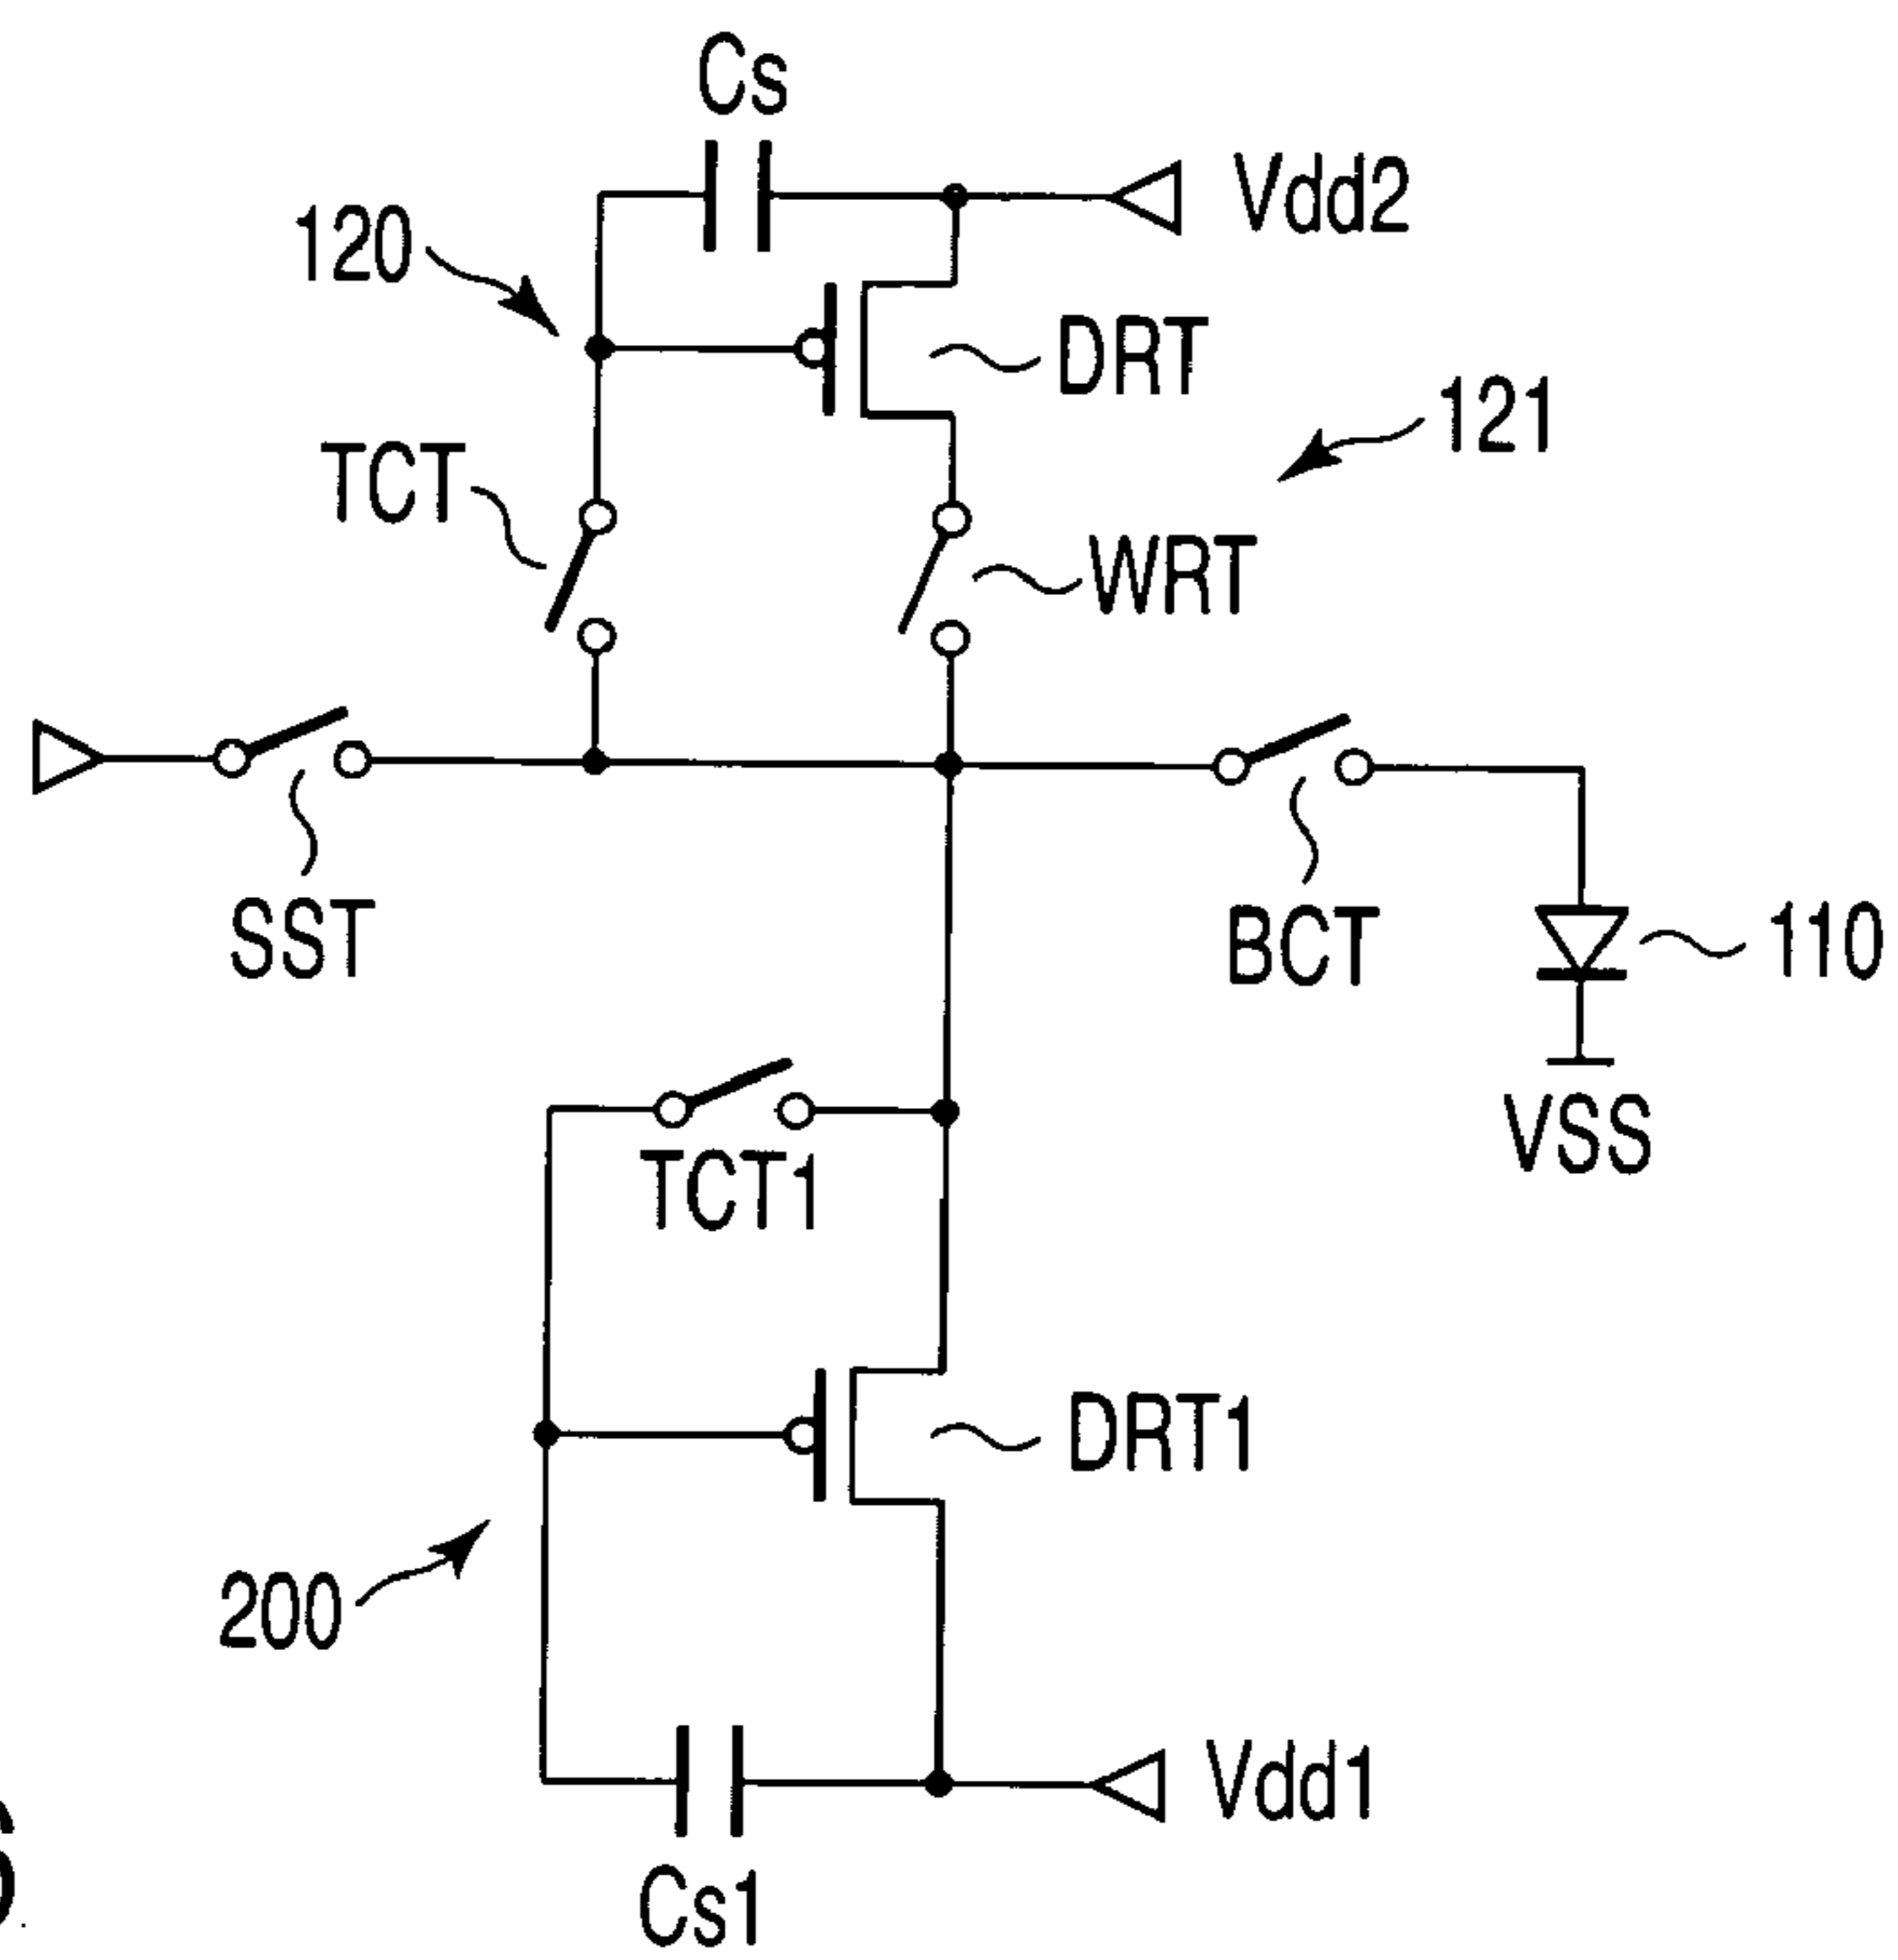 Cs
Vdd2
120
DRT
121
TCT
WRT
SST
BCT
110
VSS
TCT1
DRT1
200
Vdd1
Cs1